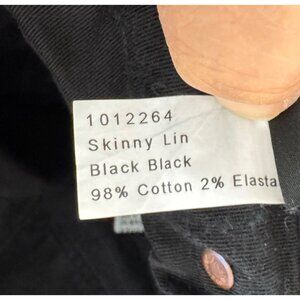 1012264
Skinny Lin
Black Black
98% Cotton 2% Elasta